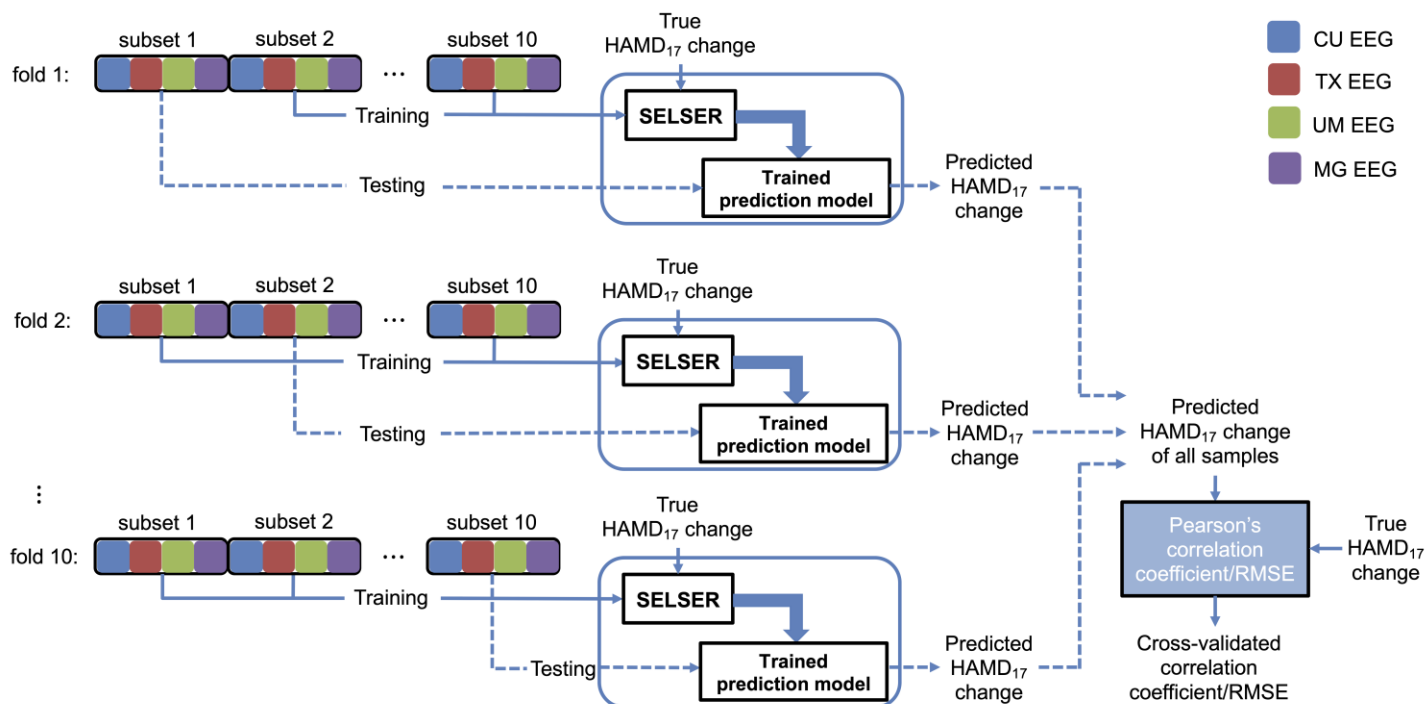 subset 1
subset 2
subset 10
True
HAMD17 change
CU EEG
fold 1:
...
SELSER
TX EEG
Training
UM EEG
Testing
Trained
prediction model
Predicted
HAMD17
change
MG EEG
subset 1
subset 2
subset 10
True
HAMD17 change
fold 2:
...
SELSER
Training
Testing
Trained
prediction model
Predicted
HAMD17
change
Predicted
HAMD17 change
of all samples
...
subset 1
subset 2
subset 10
True
HAMD17 change
fold 10:
...
SELSER
Training
Testing
Trained
prediction model
Predicted
HAMD17
change
Pearson's
correlation
coefficient/RMSE
True
HAMD17
change
Cross-validated
correlation
coefficient/RMSE